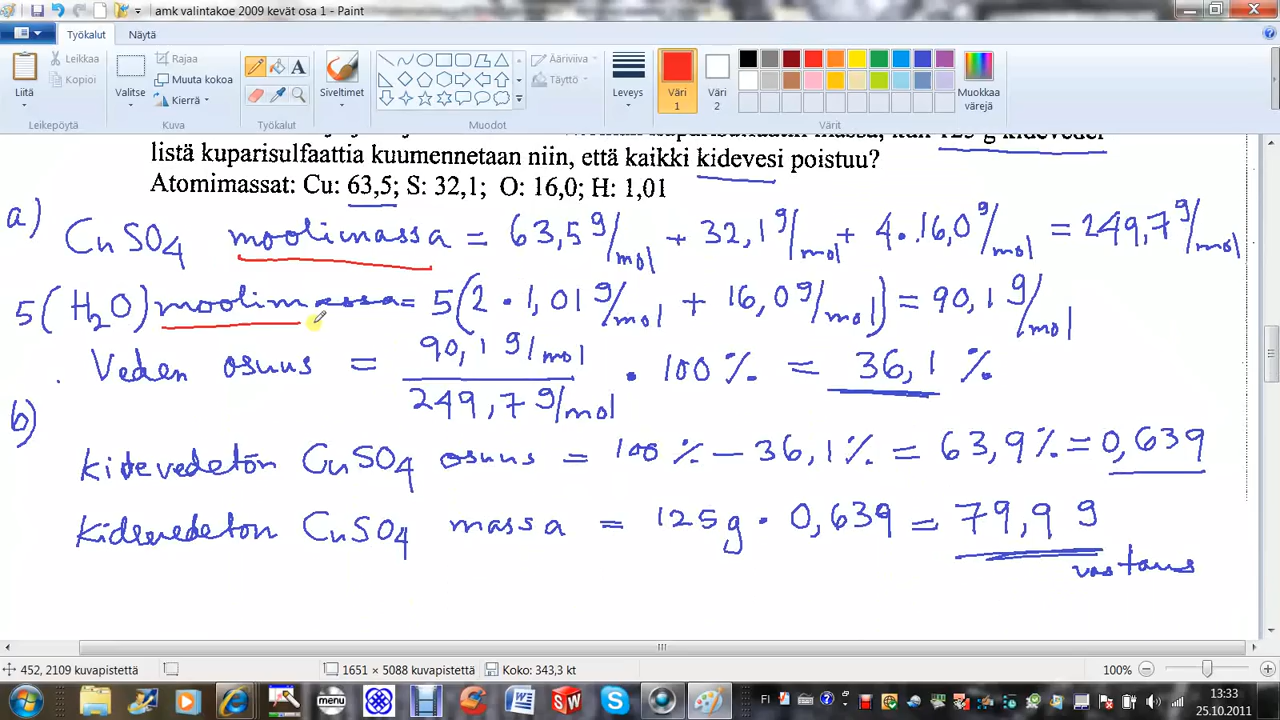 amk valintakoe 2009 kevät osa 1 - Paint
Työkalut Näytä
Leikkaa
Kopioi
Liitä
Leikepöytä
Valitse
Rajaa
Muuta kokoa
Kierrä
Kuva
Työkalut
Siveltimet
Ääriviiva
Täyttö
Muodot
Leveys
Väri 1
Väri 2
Muokkaa värejä
Värit
listä kuparisulfaattia kuumennetaan niin, että kaikki kidevesi poistuu?
Atomimassat: Cu: 63,5; S: 32,1; O: 16,0; H: 1,01
a) CuSO4 moolimassa = 63,5 g/mol + 32,1 g/mol + 4 · 16,0 g/mol = 249,7 g/mol
5(H2O) moolimassa = 5(2 · 1,01 g/mol + 16,0 g/mol) = 90,1 g/mol
Veden osuus = 90,1 g/mol / 249,7 g/mol · 100 % = 36,1 %
b)
kidevedetön CuSO4 osuus = 100 % – 36,1 % = 63,9 % = 0,639
kidevedetön CuSO4 massa = 125 g · 0,639 = 79,9 g
vastaus
452, 2109 kuvapistettä 1651 × 5088 kuvapistettä Koko: 343,3 kt 100%
menu FI 13:33
25.10.2011